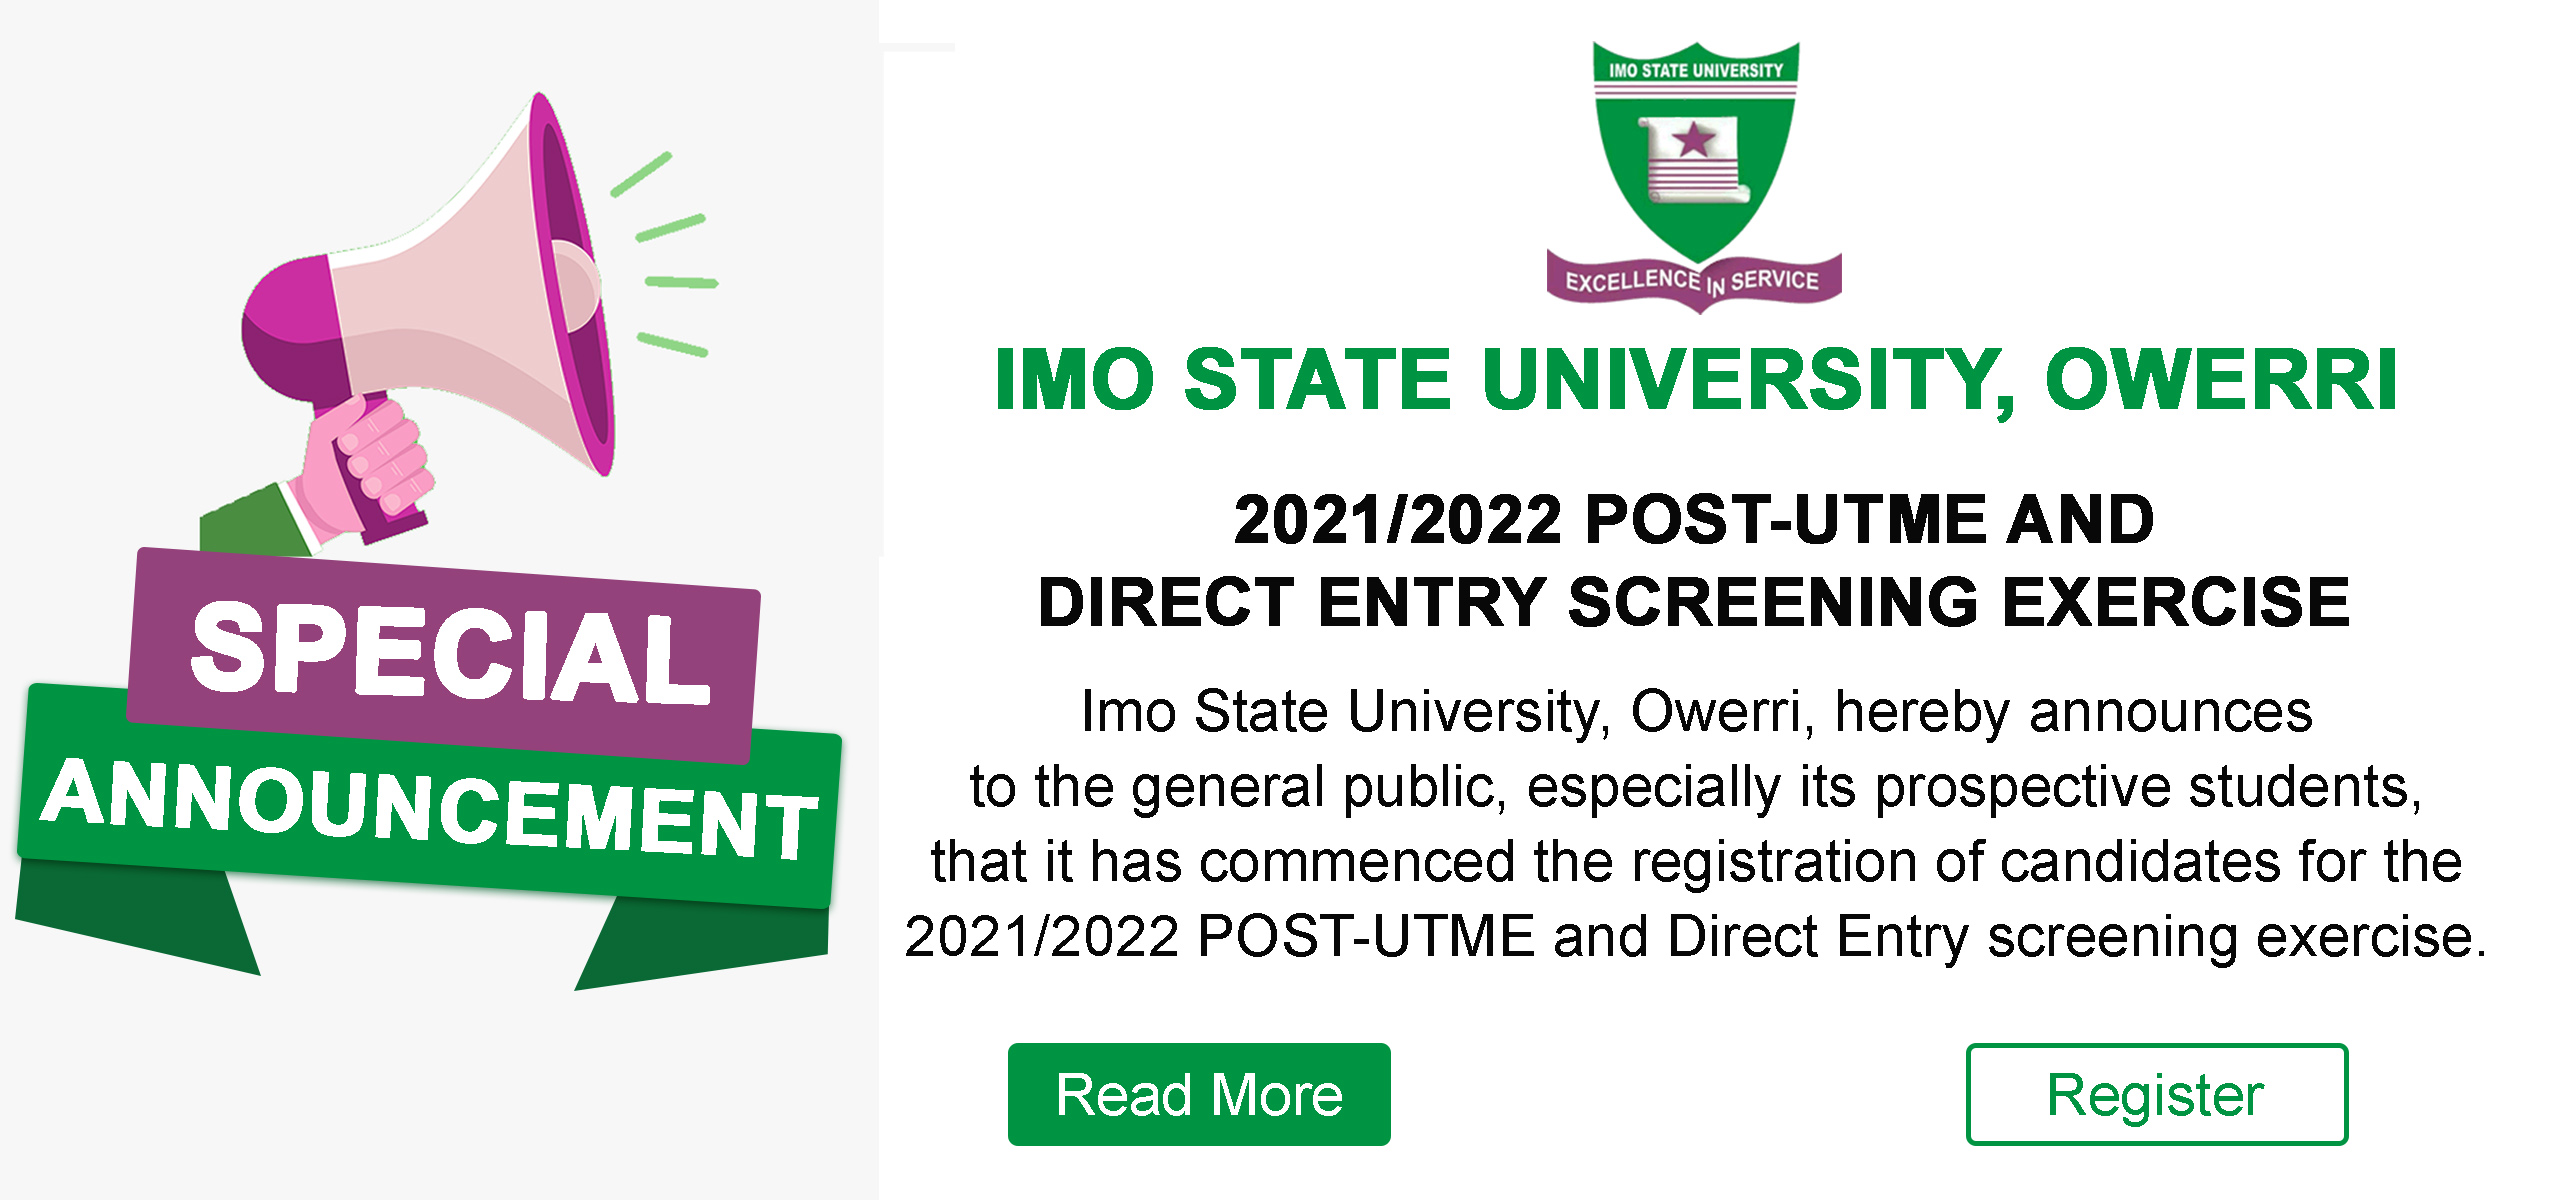 SPECIAL
ANNOUNCEMENT
IMO STATE UNIVERSITY
EXCELLENCE IN SERVICE
IMO STATE UNIVERSITY, OWERRI
2021/2022 POST-UTME AND
DIRECT ENTRY SCREENING EXERCISE
Imo State University, Owerri, hereby announces
to the general public, especially its prospective students,
that it has commenced the registration of candidates for the
2021/2022 POST-UTME and Direct Entry screening exercise.
Read More
Register